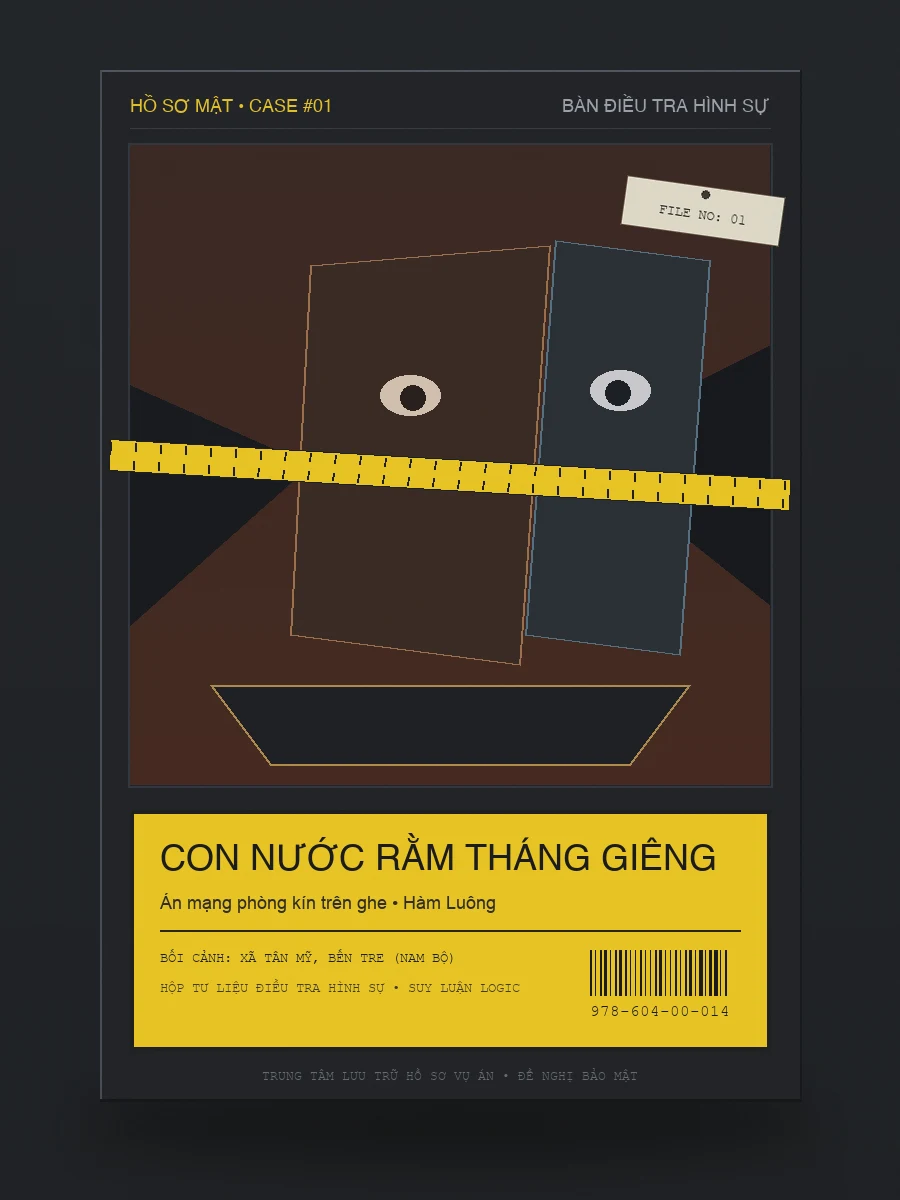 HỒ SƠ MẬT • CASE #01
BÀN ĐIỀU TRA HÌNH SỰ
FILE NO: 01
CON NƯỚC RẰM THÁNG GIÊNG
Án mạng phòng kín trên ghe • Hàm Luông
BỐI CẢNH: XÃ TÂN MỸ, BẾN TRE (NAM BỘ)
HỘP TƯ LIỆU ĐIỀU TRA HÌNH SỰ • SUY LUẬN LOGIC
978-604-00-014
TRUNG TÂM LƯU TRỮ HỒ SƠ VỤ ÁN • ĐỀ NGHỊ BẢO MẬT